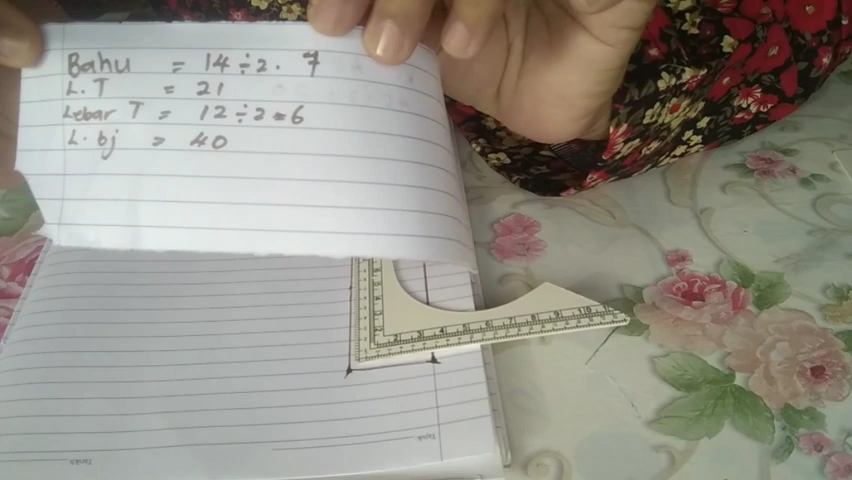 Bahu = 14 ÷ 2 . 7
L. T = 21
Lebar T = 12 ÷ 2 = 6
L. bj = 40